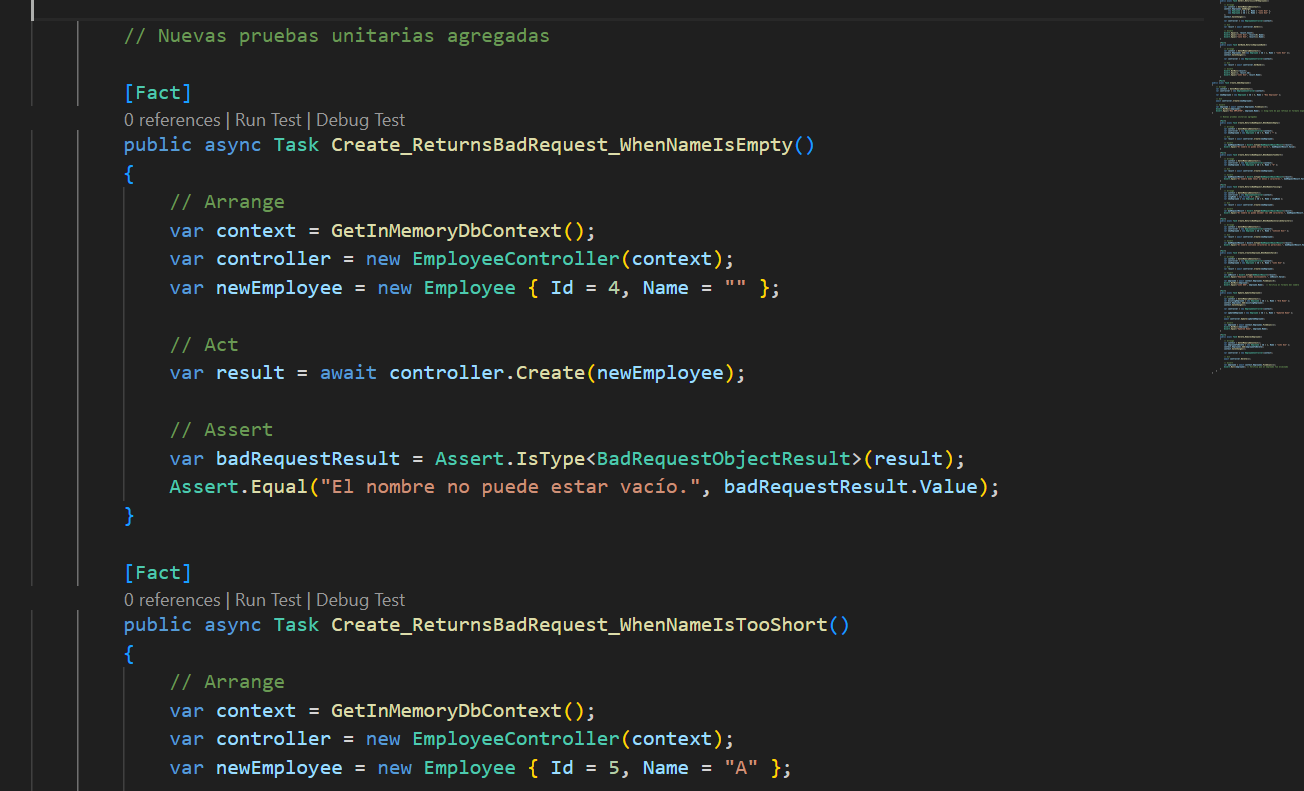 // Nuevas pruebas unitarias agregadas
[Fact]
0 references | Run Test | Debug Test
public async Task Create_ReturnsBadRequest_WhenNameIsEmpty()
{
// Arrange
var context = GetInMemoryDbContext();
var controller = new EmployeeController(context);
var newEmployee = new Employee { Id = 4, Name = "" };
// Act
var result = await controller.Create(newEmployee);
// Assert
var badRequestResult = Assert.IsType<BadRequestObjectResult>(result);
Assert.Equal("El nombre no puede estar vacío.", badRequestResult.Value);
}
[Fact]
0 references | Run Test | Debug Test
public async Task Create_ReturnsBadRequest_WhenNameIsTooShort()
{
// Arrange
var context = GetInMemoryDbContext();
var controller = new EmployeeController(context);
var newEmployee = new Employee { Id = 5, Name = "A" };